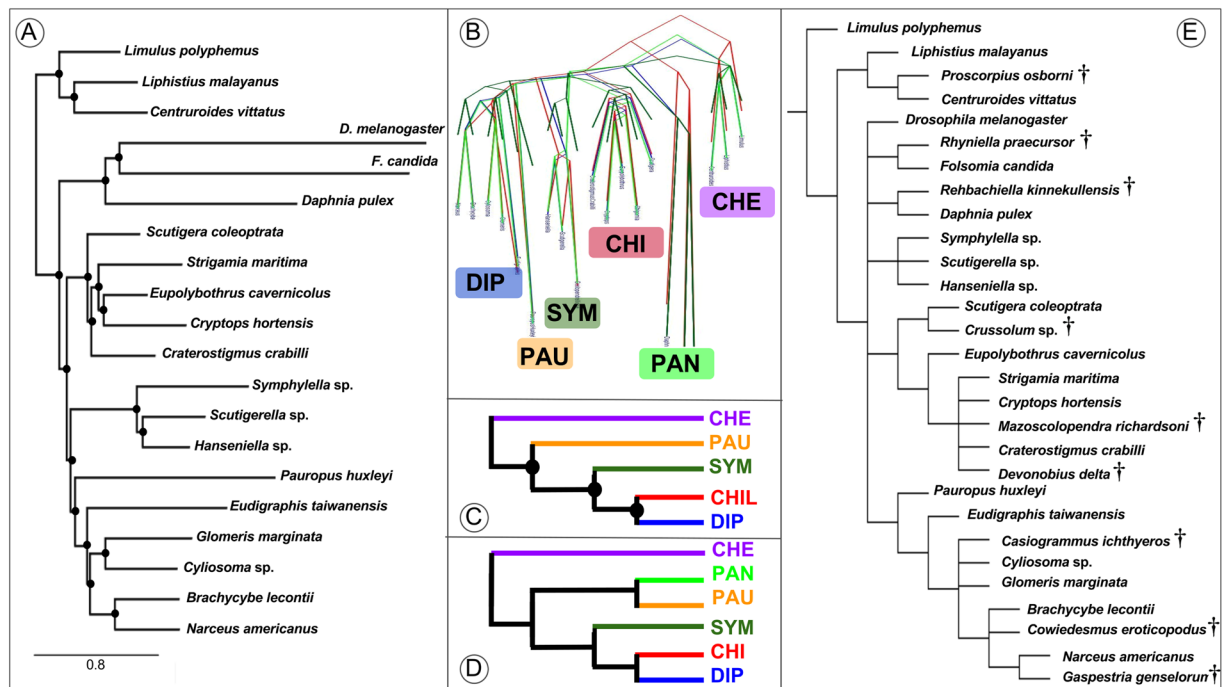 A
Limulus polyphemus
Liphistius malayanus
Centruroides vittatus
D. melanogaster
F. candida
Daphnia pulex
Scutigera coleoptrata
Strigamia maritima
Eupolybothrus cavernicolus
Cryptops hortensis
Craterostigmus crabilli
Symphylella sp.
Scutigerella sp.
Hanseniella sp.
Pauropus huxleyi
Eudigraphis taiwanensis
Glomeris marginata
Cyliosoma sp.
Brachycybe lecontii
Narceus americanus
0.8
B
CHE
CHI
DIP
SYM
PAU
PAN
C
CHE
PAU
SYM
CHIL
DIP
D
CHE
PAN
PAU
SYM
CHI
DIP
E
Limulus polyphemus
Liphistius malayanus
Proscorpius osborni †
Centruroides vittatus
Drosophila melanogaster
Rhyniella praecursor †
Folsomia candida
Rehbachiella kinnekullensis †
Daphnia pulex
Symphylella sp.
Scutigerella sp.
Hanseniella sp.
Scutigera coleoptrata
Crussolum sp. †
Eupolybothrus cavernicolus
Strigamia maritima
Cryptops hortensis
Mazoscolopendra richardsoni †
Craterostigmus crabilli
Devonobius delta †
Pauropus huxleyi
Eudigraphis taiwanensis
Casiogrammus ichthyeros †
Cyliosoma sp.
Glomeris marginata
Brachycybe lecontii
Cowiedesmus eroticopodus †
Narceus americanus
Gaspestria genselorun †